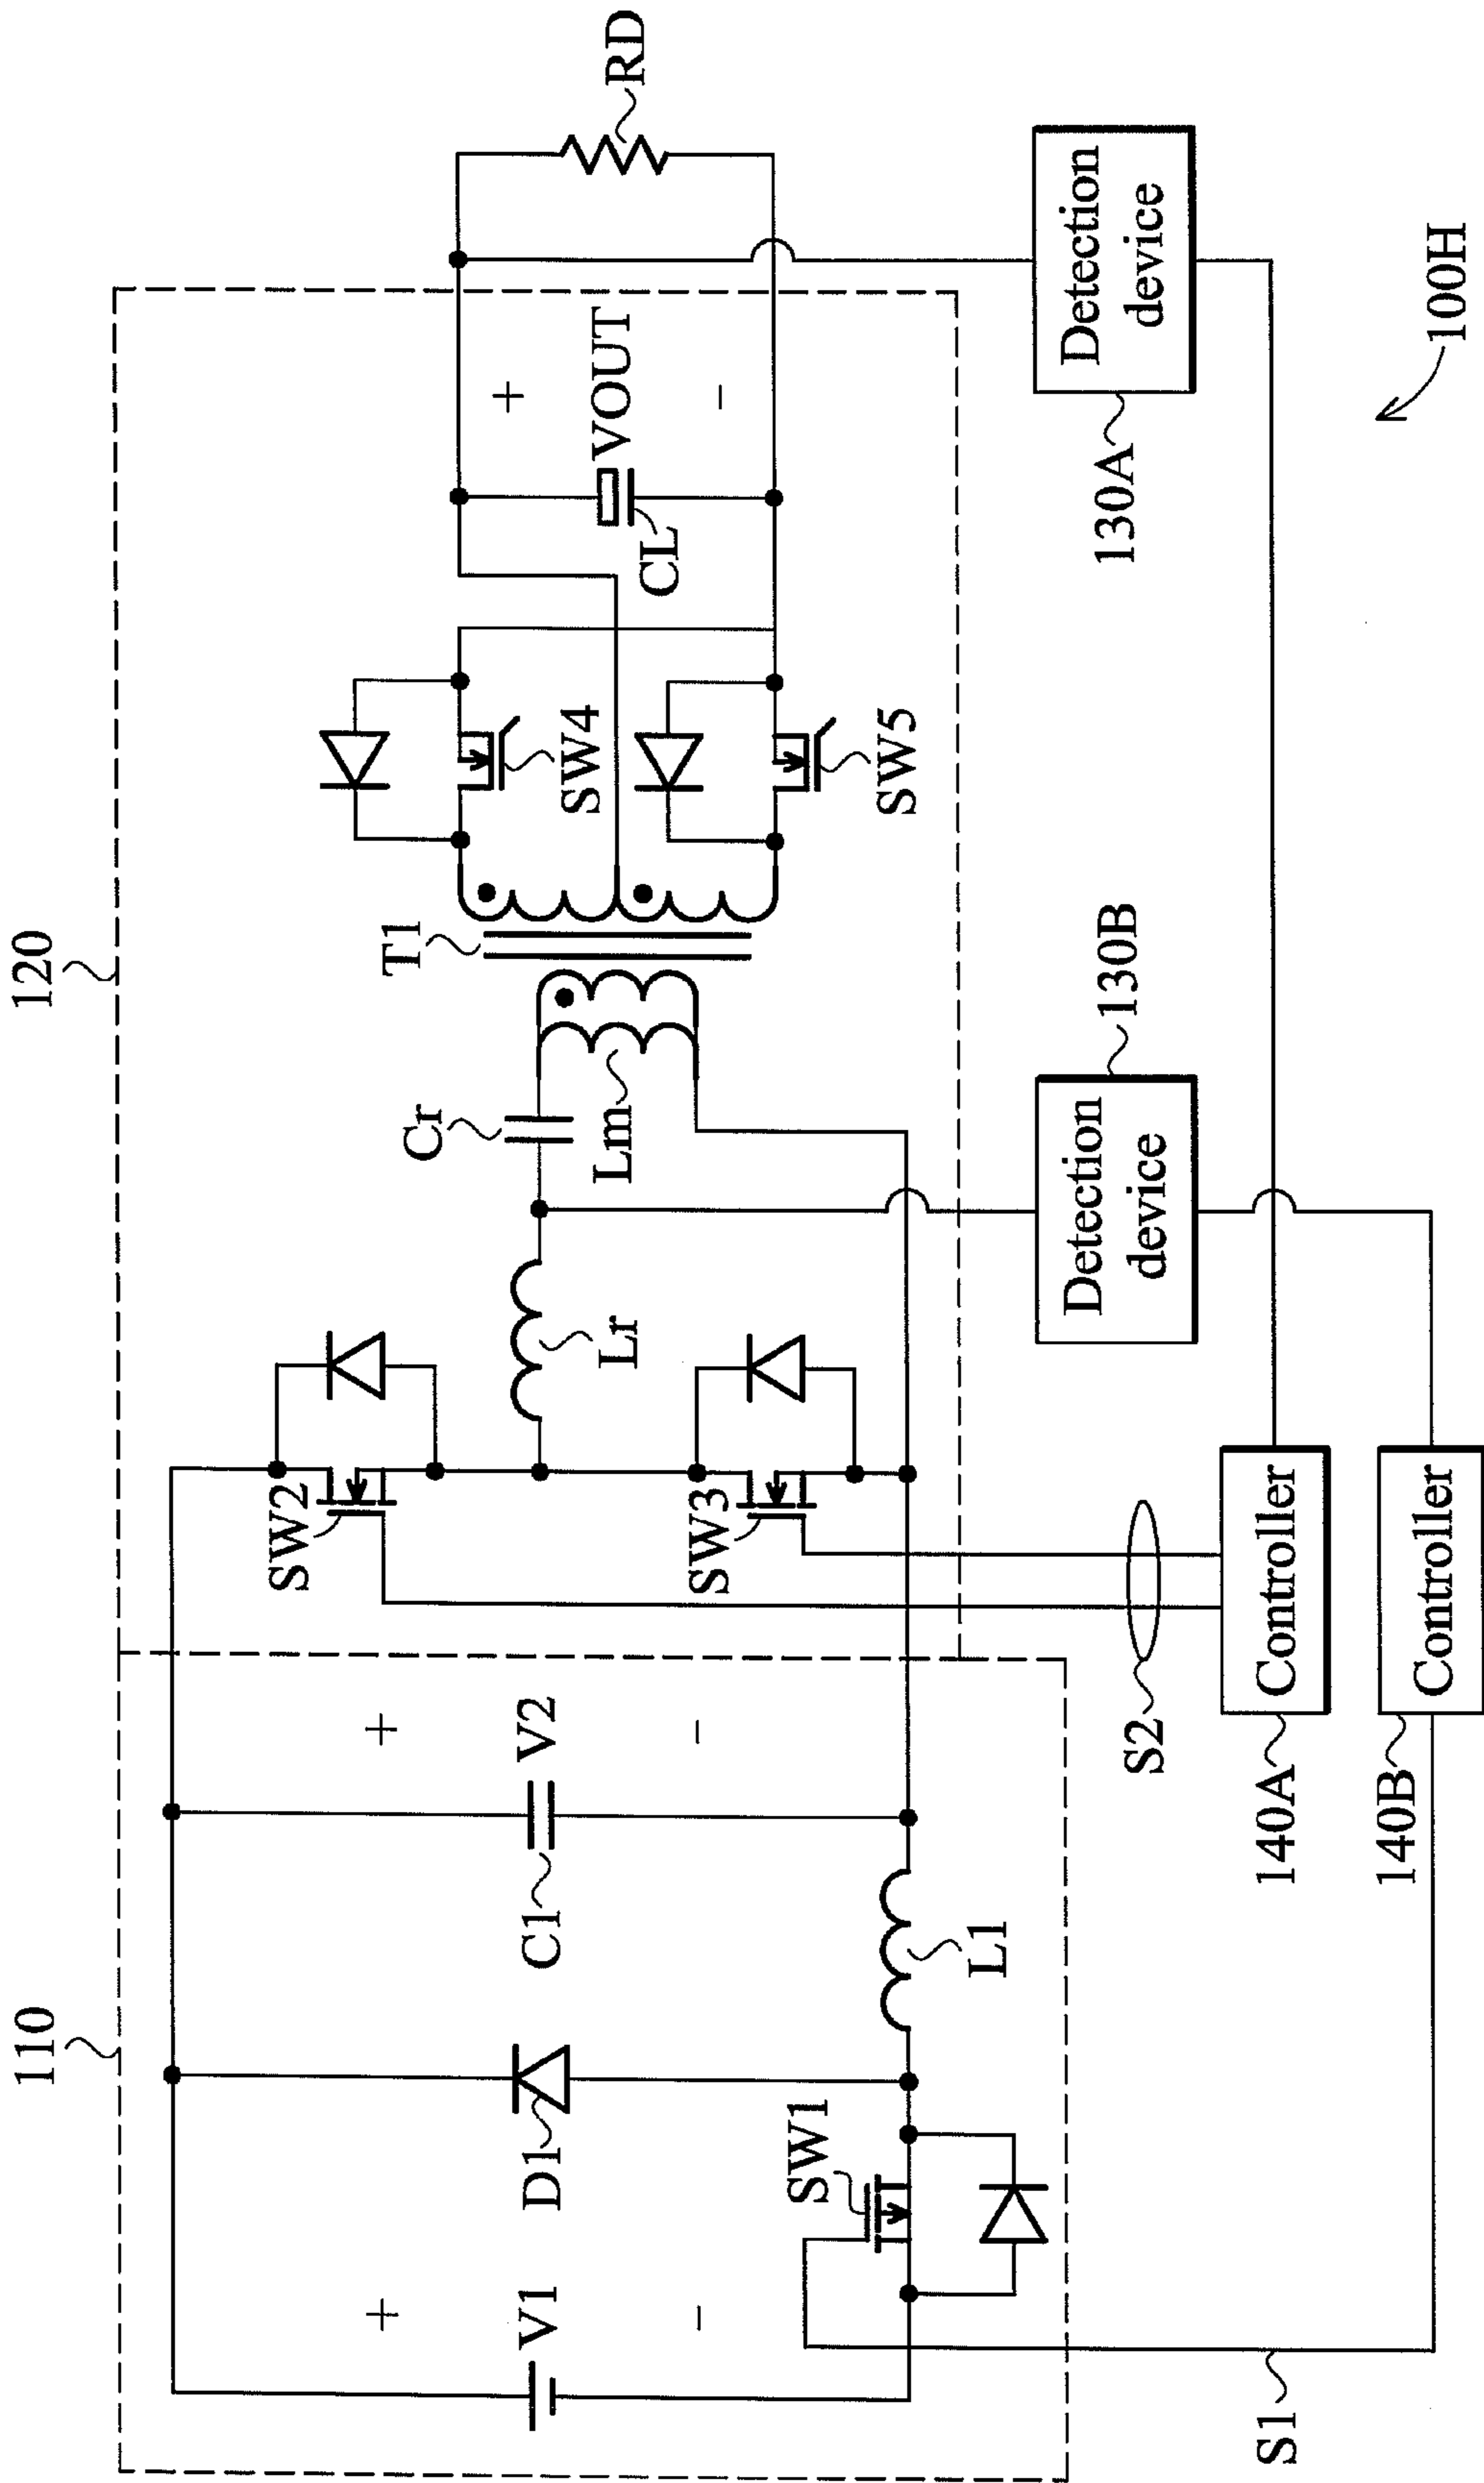 110
120
V1
+
-
D1
SW1
C1
V2
+
-
L1
SW2
SW3
Lr
Cr
Lm
T1
SW4
SW5
CL
VOUT
+
-
RD
S1
S2
Controller
140A
Controller
140B
Detection
device
130B
Detection
device
130A
100H